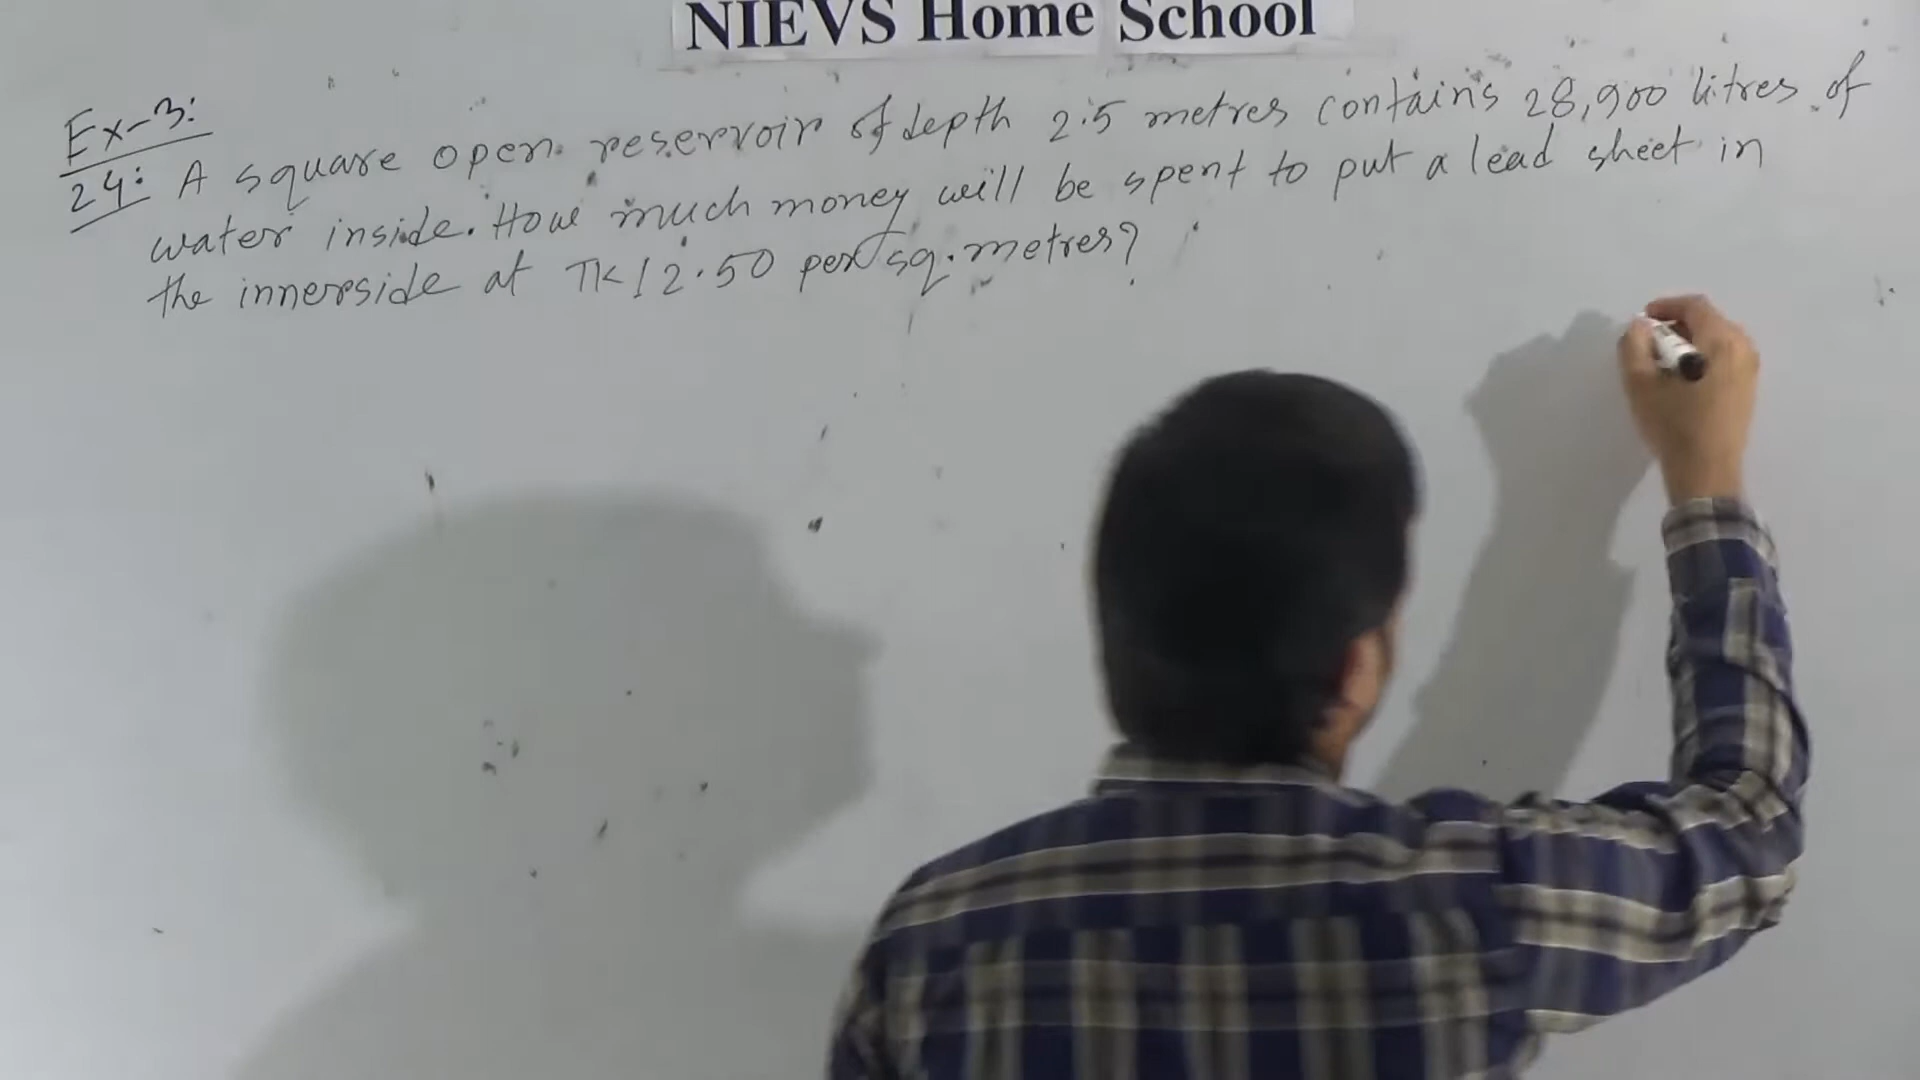 NIEVS Home School
Ex-3:
24: A square open reservoir of depth 2.5 metres contains 28,900 litres of
water inside. How much money will be spent to put a lead sheet in
the innerside at TK 12.50 per sq. metres?